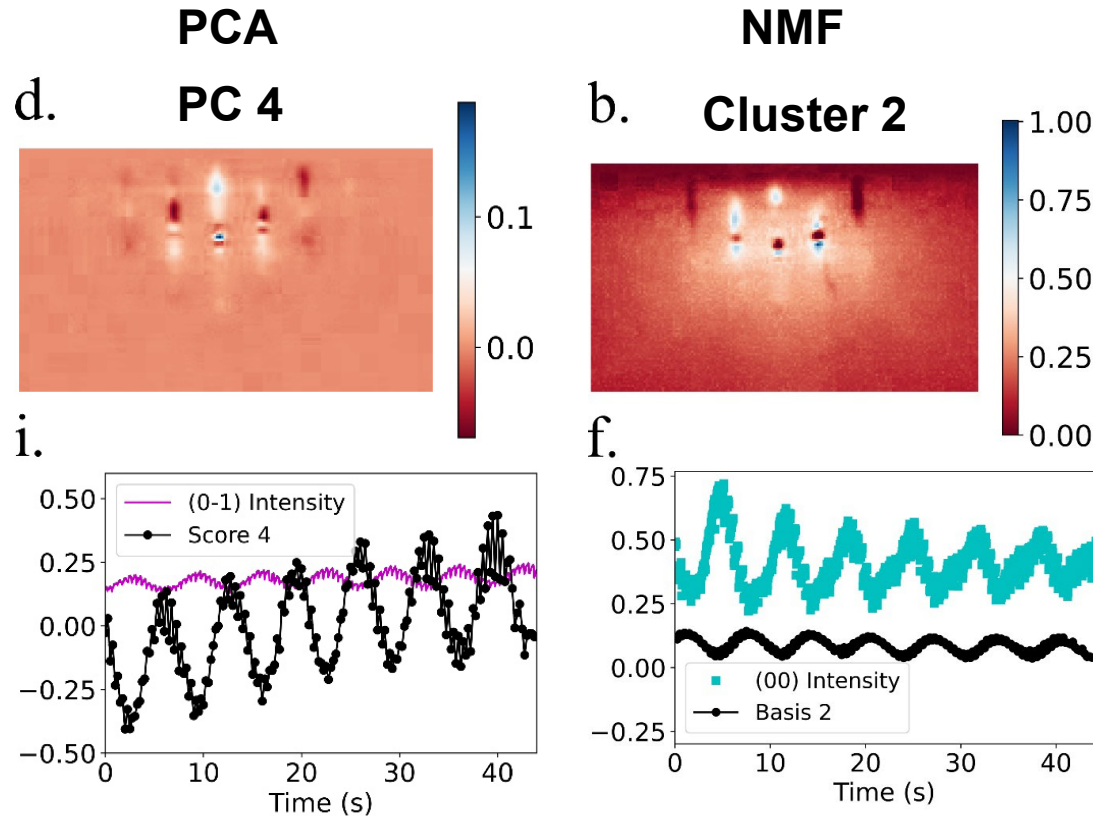 PCA
NMF
d.
PC 4
b.
Cluster 2
0.1
0.0
1.00
0.75
0.50
0.25
0.00
i.
0.50
0.25
0.00
−0.25
−0.50
(0-1) Intensity
Score 4
0
10
20
30
40
Time (s)
f.
0.75
0.50
0.25
0.00
−0.25
(00) Intensity
Basis 2
0
10
20
30
40
Time (s)